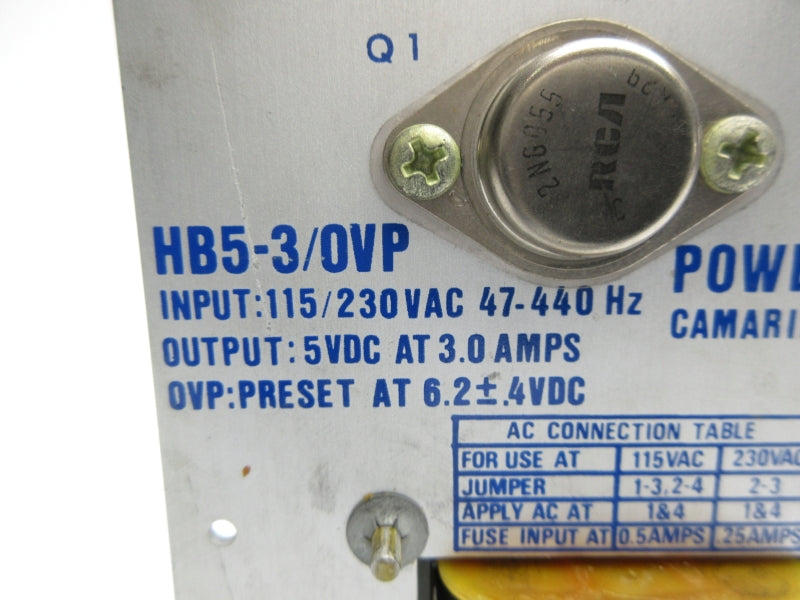 Q1
2N6055
RCA
HB5-3/OVP
INPUT:115/230VAC 47-440 Hz
OUTPUT: 5VDC AT 3.0 AMPS
OVP:PRESET AT 6.2±.4VDC
AC CONNECTION TABLE
FOR USE AT 115VAC 230VAC
JUMPER 1-3,2-4 2-3
APPLY AC AT 1&4 1&4
FUSE INPUT AT 0.5AMPS .25AMPS